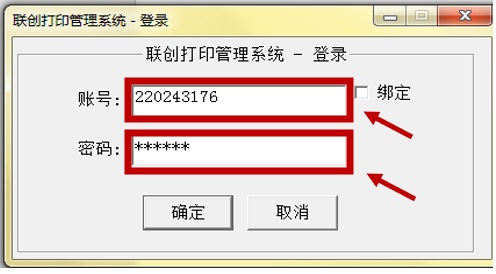 联创打印管理系统 - 登录
联创打印管理系统 - 登录
账号: 220243176 绑定
密码: ******
确定 取消